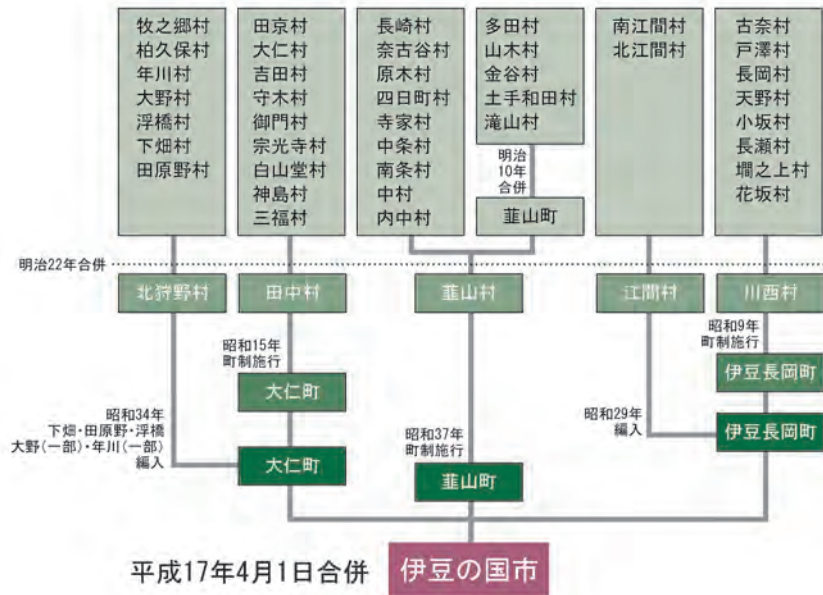 牧之郷村
柏久保村
年川村
大野村
浮橋村
下畑村
田原野村
田京村
大仁村
吉田村
守木村
御門村
宗光寺村
白山堂村
神島村
三福村
長崎村
奈古谷村
原木村
四日町村
寺家村
中条村
南条村
中村
内中村
多田村
山木村
金谷村
土手和田村
滝山村
明治
10年
合併
韮山町
南江間村
北江間村
古奈村
戸澤村
長岡村
天野村
小坂村
長瀬村
墹之上村
花坂村
明治22年合併
北狩野村
田中村
韮山村
江間村
川西村
昭和15年
町制施行
大仁町
昭和9年
町制施行
伊豆長岡町
昭和34年
下畑・田原野・浮橋
大野(一部)・年川(一部)
編入
大仁町
昭和37年
町制施行
韮山町
昭和29年
編入
伊豆長岡町
平成17年4月1日合併
伊豆の国市